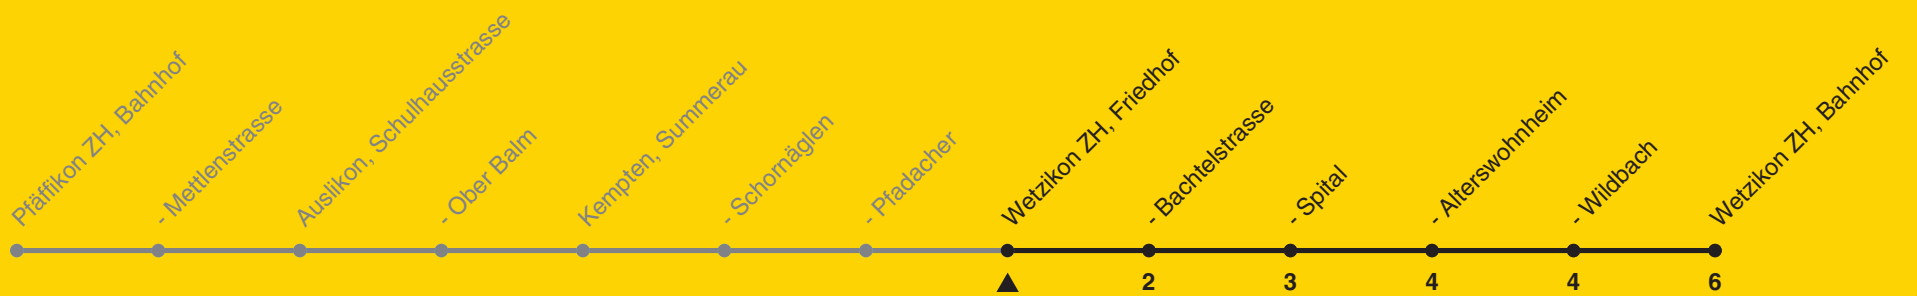 Pfäffikon ZH, Bahnhof
- Mettlenstrasse
Auslikon, Schulhausstrasse
- Ober Balm
Kempten, Summerau
- Schornäglen
- Pfadacher
Wetzikon ZH, Friedhof
- Bachtelstrasse
- Spital
- Alterswohnheim
- Wildbach
Wetzikon ZH, Bahnhof
2 3 4 4 6